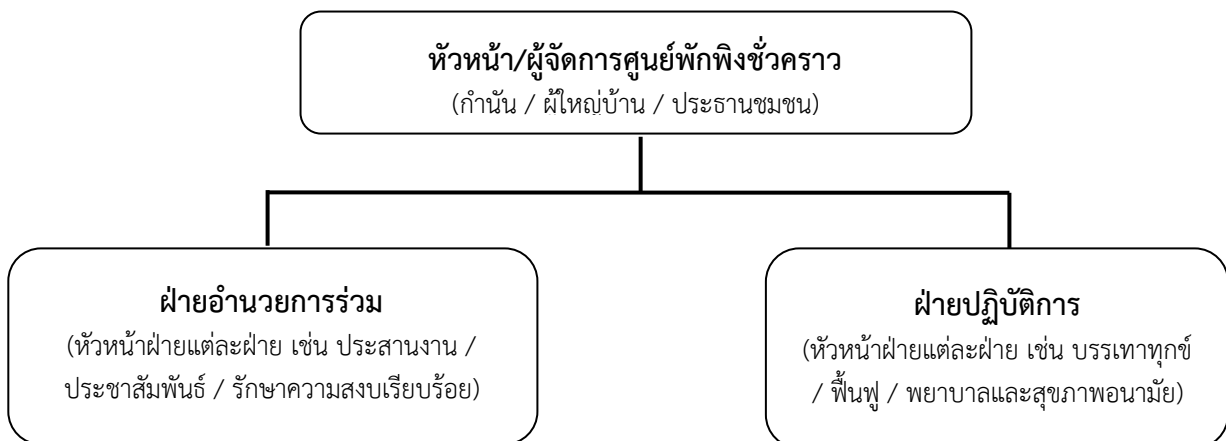 หัวหน้า/ผู้จัดการศูนย์พักพิงชั่วคราว
(กำนัน / ผู้ใหญ่บ้าน / ประธานชุมชน)
ฝ่ายอำนวยการร่วม
(หัวหน้าฝ่ายแต่ละฝ่าย เช่น ประสานงาน /
ประชาสัมพันธ์ / รักษาความสงบเรียบร้อย)
ฝ่ายปฏิบัติการ
(หัวหน้าฝ่ายแต่ละฝ่าย เช่น บรรเทาทุกข์
/ ฟื้นฟู / พยาบาลและสุขภาพอนามัย)